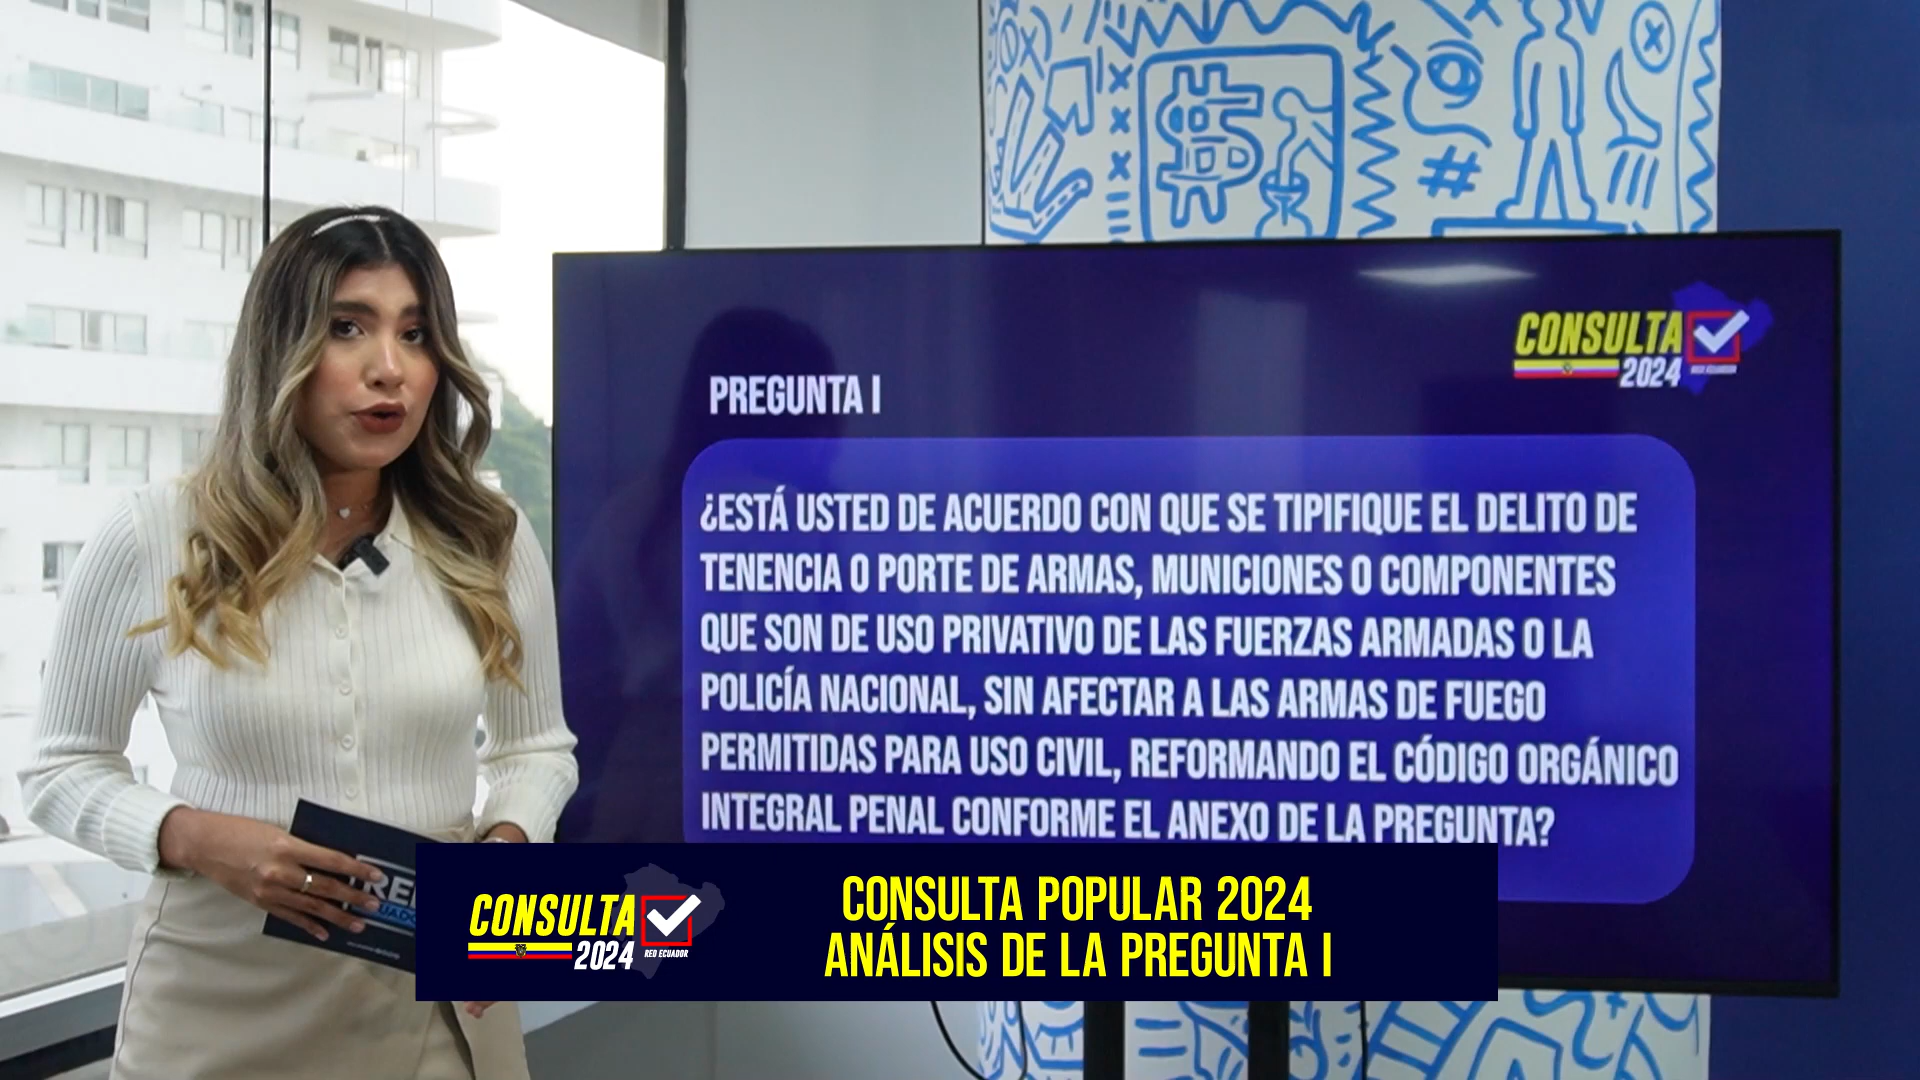 CONSULTA
2024
RED ECUADOR
PREGUNTA I
¿ESTÁ USTED DE ACUERDO CON QUE SE TIPIFIQUE EL DELITO DE
TENENCIA O PORTE DE ARMAS, MUNICIONES O COMPONENTES
QUE SON DE USO PRIVATIVO DE LAS FUERZAS ARMADAS O LA
POLICÍA NACIONAL, SIN AFECTAR A LAS ARMAS DE FUEGO
PERMITIDAS PARA USO CIVIL, REFORMANDO EL CÓDIGO ORGÁNICO
INTEGRAL PENAL CONFORME EL ANEXO DE LA PREGUNTA?
CONSULTA
2024
RED ECUADOR
CONSULTA POPULAR 2024
ANÁLISIS DE LA PREGUNTA I